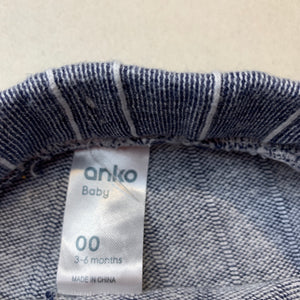 anko
Baby
00
3-6 months
MADE IN CHINA